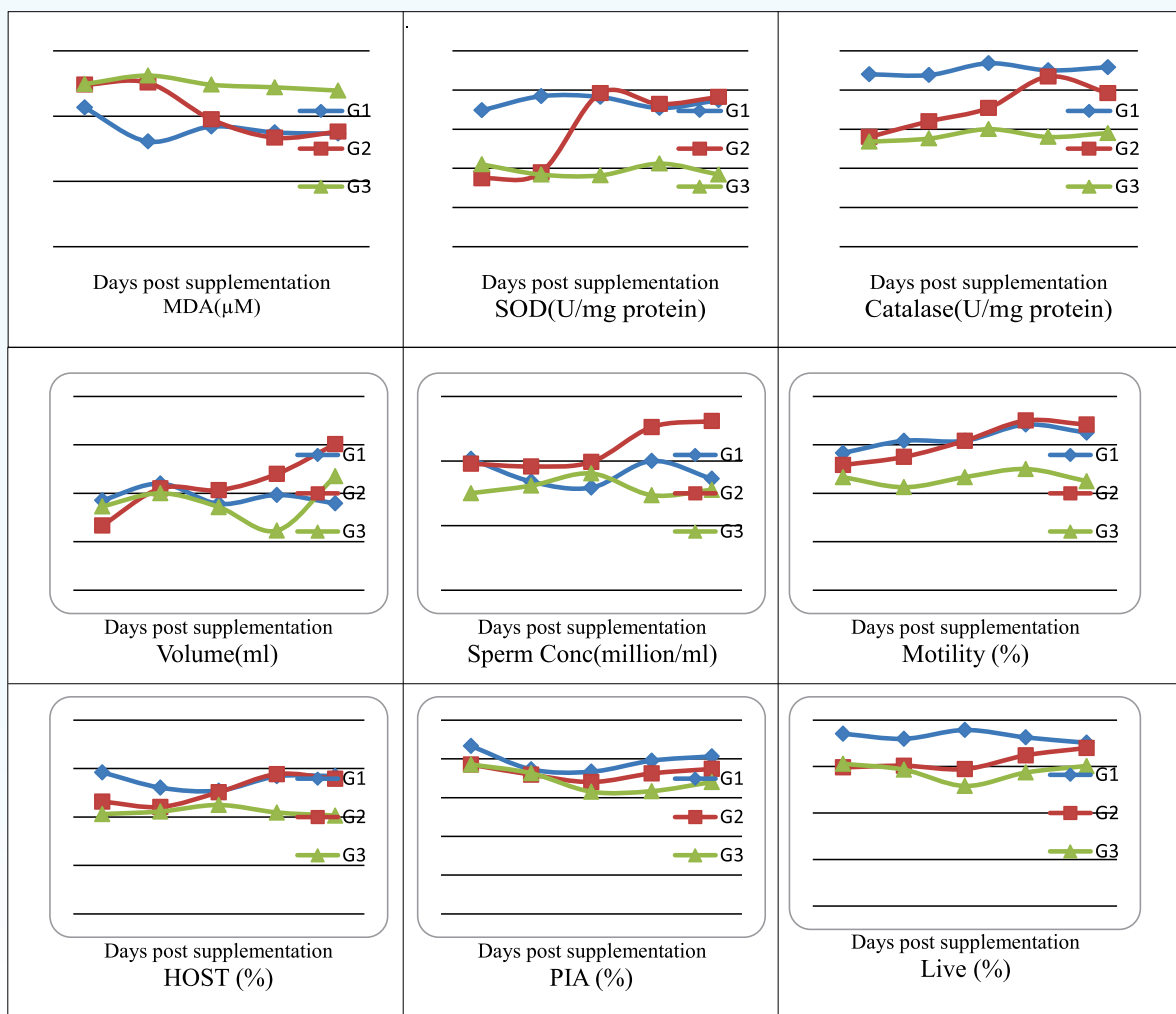 G1
G2
G3
Days post supplementation
MDA(µM)
G1
G2
G3
Days post supplementation
SOD(U/mg protein)
G1
G2
G3
Days post supplementation
Catalase(U/mg protein)
G1
G2
G3
Days post supplementation
Volume(ml)
G1
G2
G3
Days post supplementation
Sperm Conc(million/ml)
G1
G2
G3
Days post supplementation
Motility (%)
G1
G2
G3
Days post supplementation
HOST (%)
G1
G2
G3
Days post supplementation
PIA (%)
G1
G2
G3
Days post supplementation
Live (%)